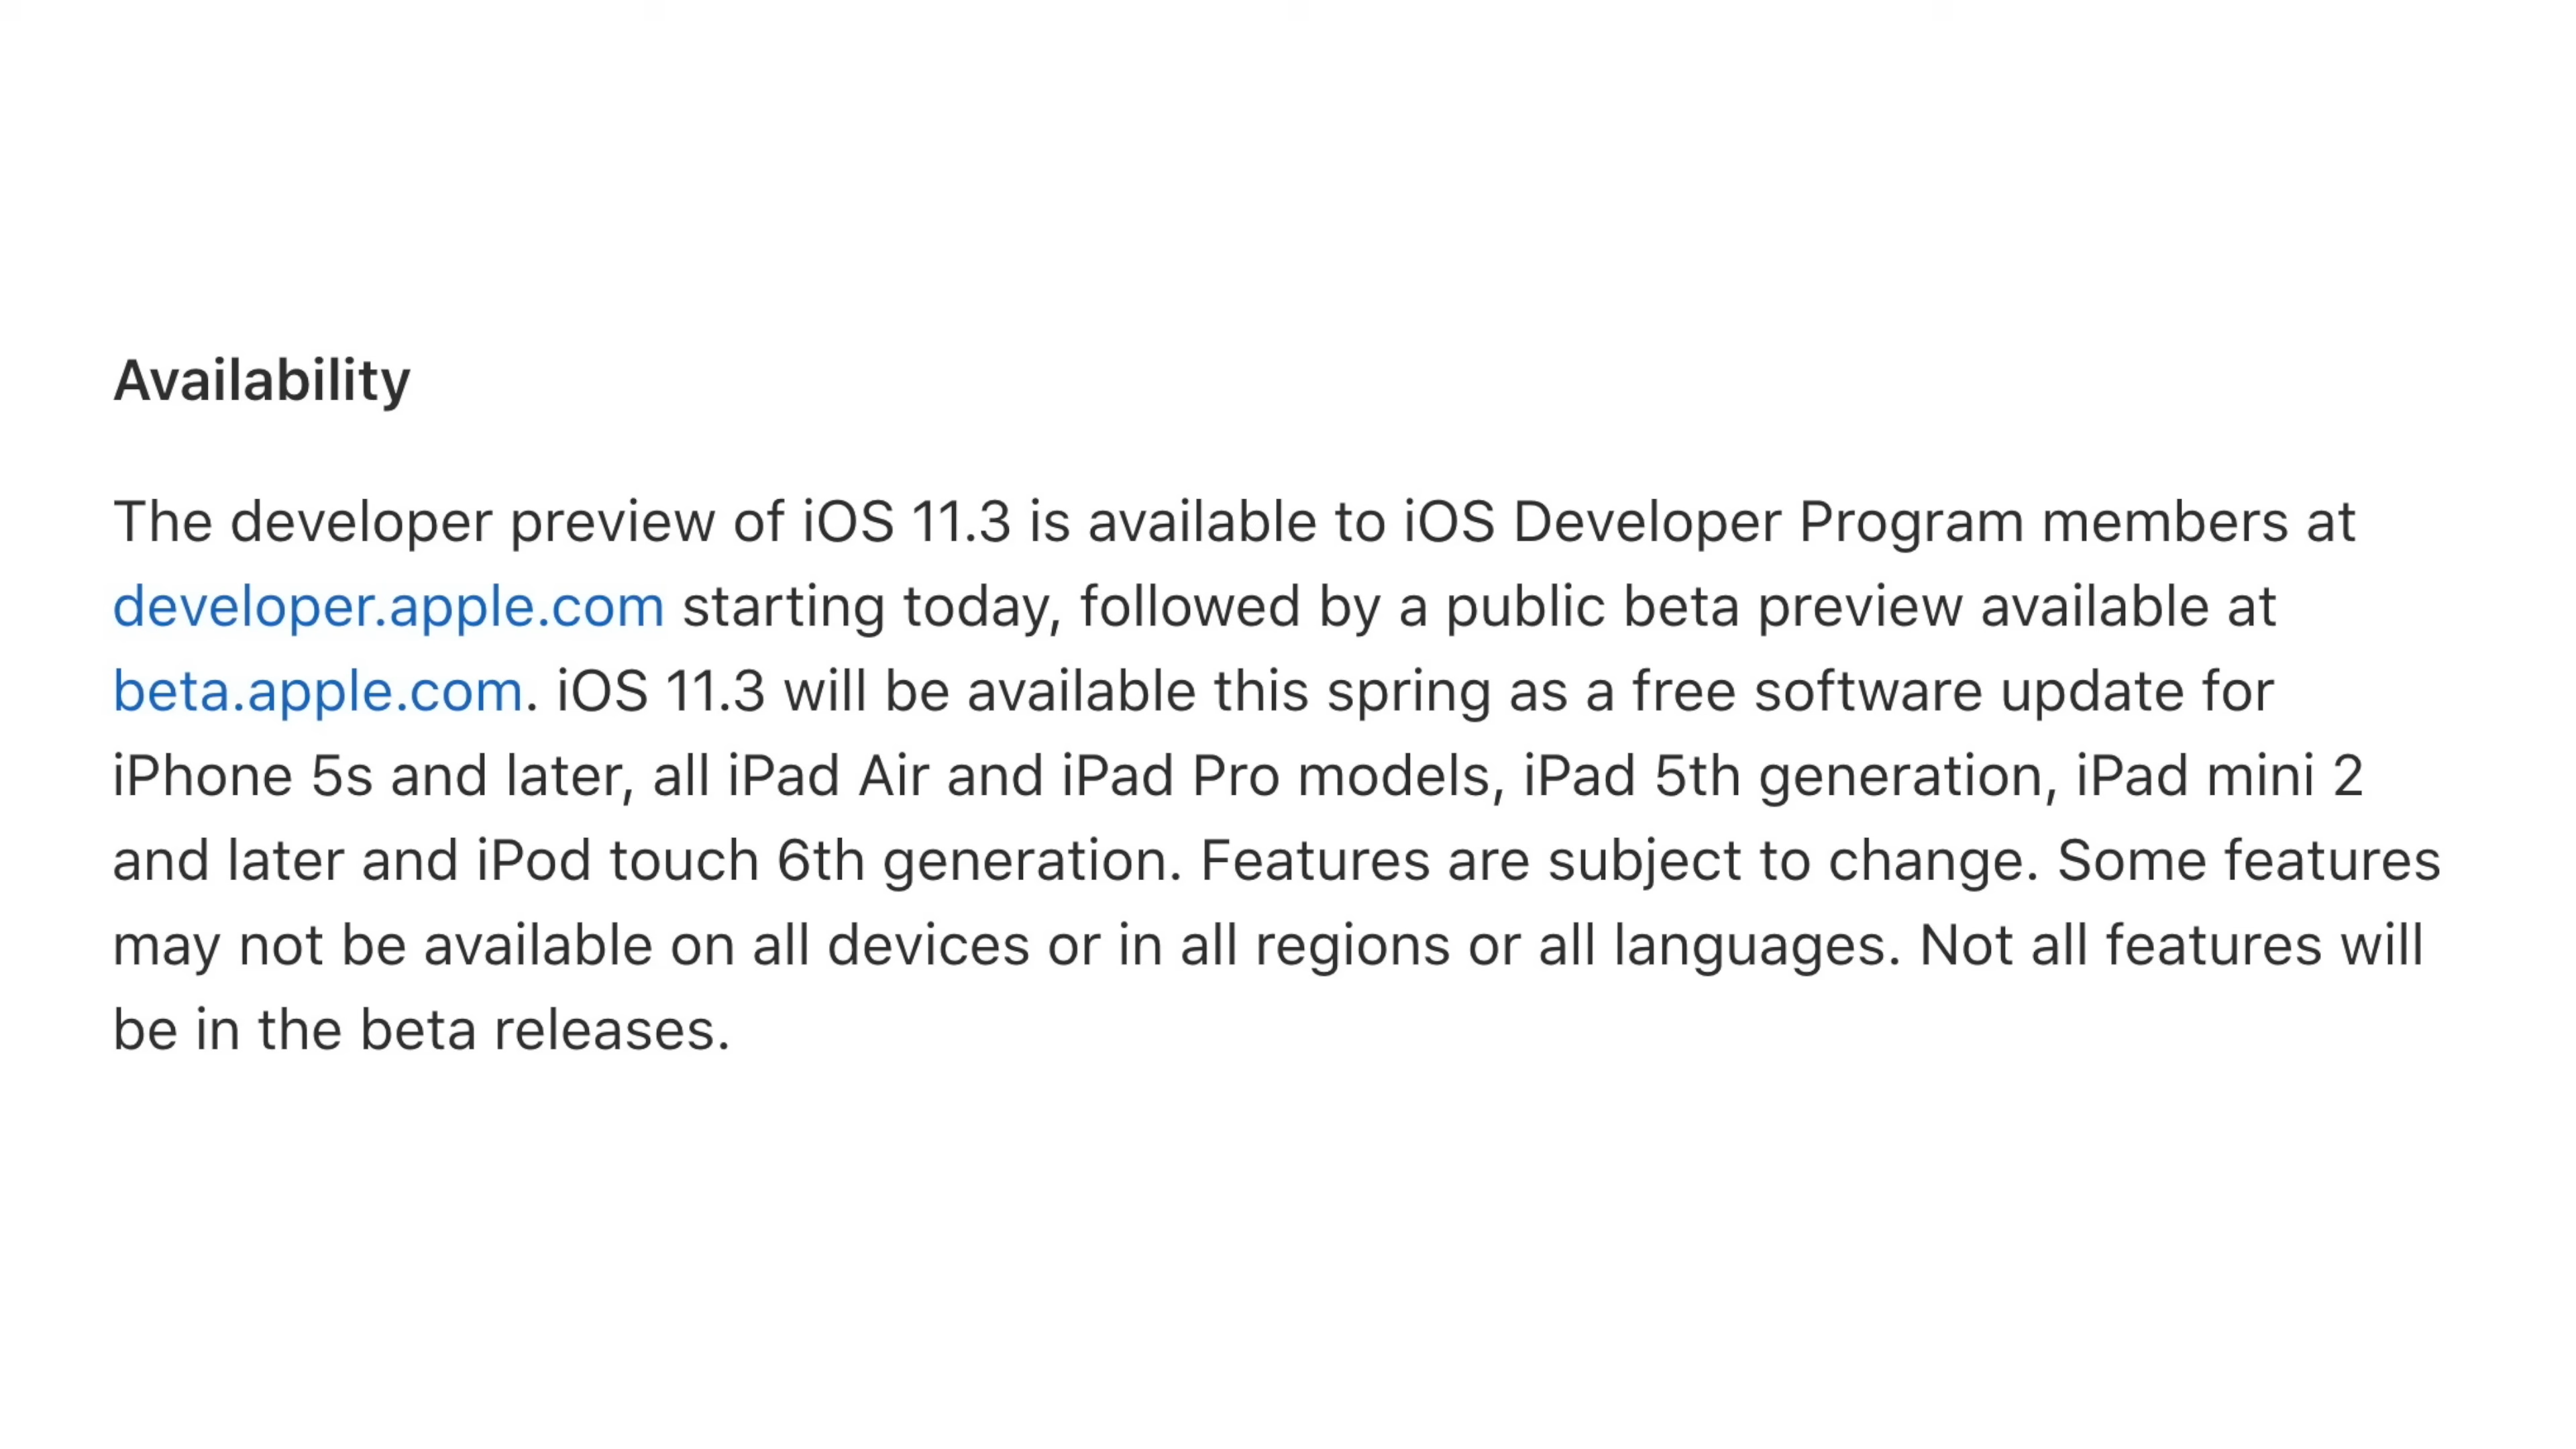 Availability
The developer preview of iOS 11.3 is available to iOS Developer Program members at
developer.apple.com starting today, followed by a public beta preview available at
beta.apple.com. iOS 11.3 will be available this spring as a free software update for
iPhone 5s and later, all iPad Air and iPad Pro models, iPad 5th generation, iPad mini 2
and later and iPod touch 6th generation. Features are subject to change. Some features
may not be available on all devices or in all regions or all languages. Not all features will
be in the beta releases.